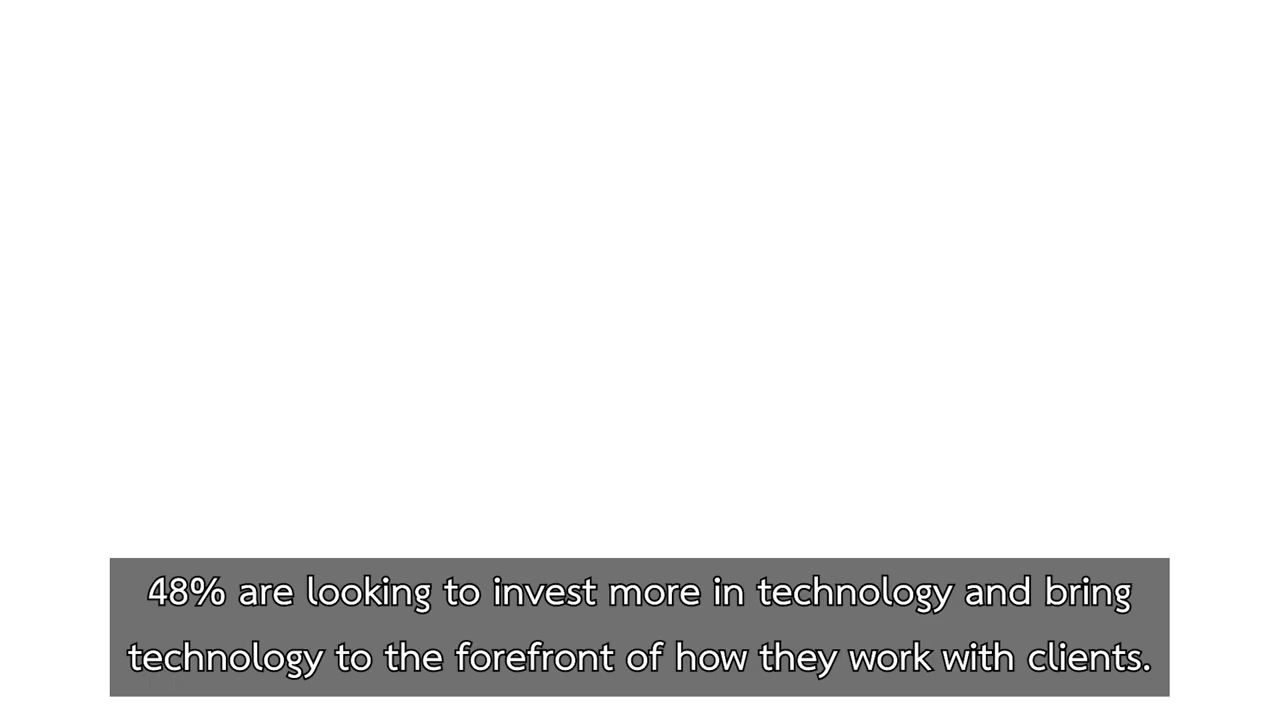 48% are looking to invest more in technology and bring
technology to the forefront of how they work with clients.